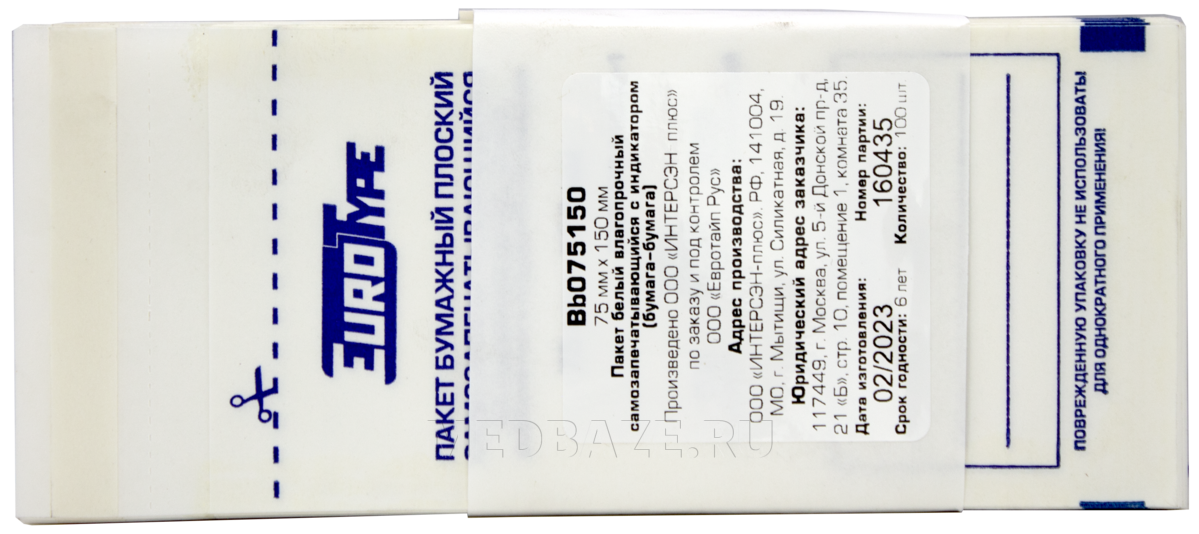 EUROTYPE
ПАКЕТ БУМАЖНЫЙ ПЛОСКИЙ
САМОЗАПЕЧАТЫВАЮЩИЙСЯ
Bb075150
75 мм х 150 мм
Пакет белый влагопрочный
самозапечатывающийся с индикатором
(бумага-бумага)
Произведено ООО «ИНТЕРСЭН плюс»
по заказу и под контролем
ООО «Евротайп Рус»
Адрес производства:
ООО «ИНТЕРСЭН-плюс». РФ, 141004,
МО, г. Мытищи, ул. Силикатная, д. 19.
Юридический адрес заказчика:
117449, г. Москва, ул. 5-й Донской пр-д,
21 «Б», стр. 10, помещение 1, комната 35.
Дата изготовления: Номер партии:
02/2023 160435
Срок годности: 6 лет Количество: 100 шт
ПОВРЕЖДЕННУЮ УПАКОВКУ НЕ ИСПОЛЬЗОВАТЬ!
ДЛЯ ОДНОКРАТНОГО ПРИМЕНЕНИЯ!
MEDBAZE.RU